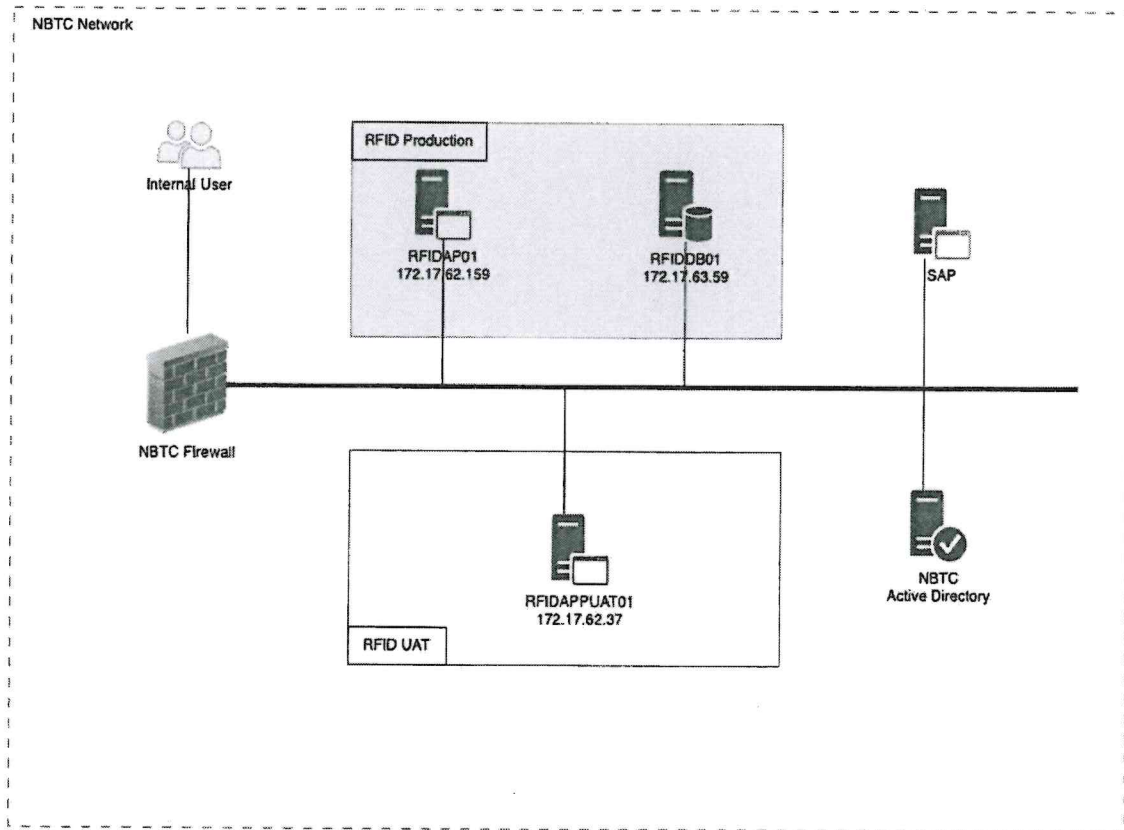 NBTC Network
Internal User
RFID Production
RFIDAP01
172.17.62.159
RFIDDB01
172.17.63.59
SAP
NBTC Firewall
RFIDAPPUAT01
172.17.62.37
RFID UAT
NBTC
Active Directory